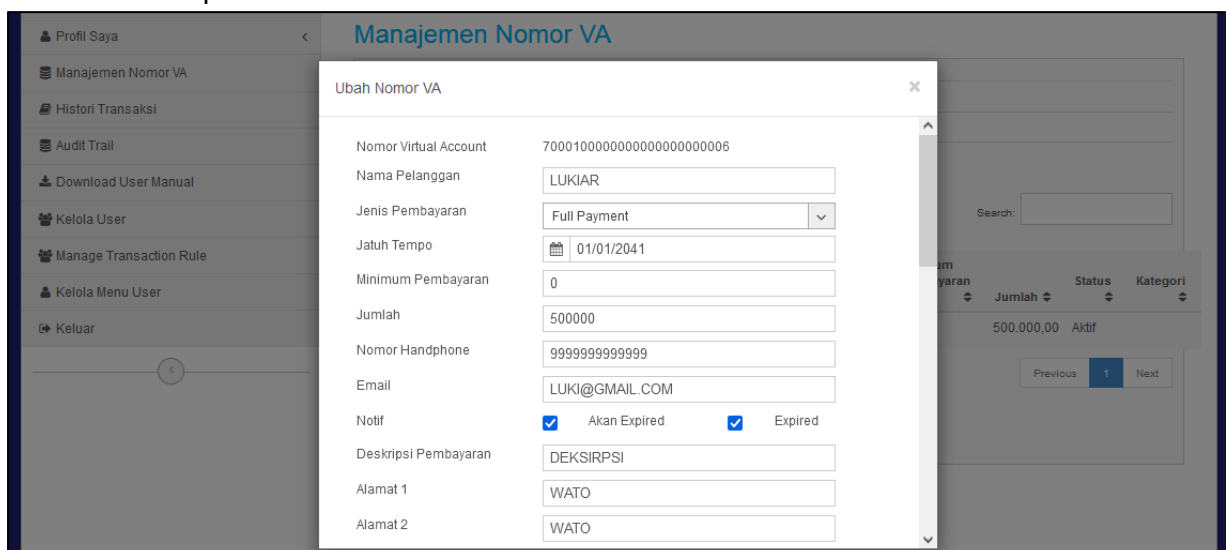 Profil Saya
Manajemen Nomor VA
Manajemen Nomor VA
Histori Transaksi
Audit Trail
Download User Manual
Kelola User
Manage Transaction Rule
Kelola Menu User
Keluar
Ubah Nomor VA
Nomor Virtual Account 7000100000000000000000006
Nama Pelanggan LUKIAR
Jenis Pembayaran Full Payment
Jatuh Tempo 01/01/2041
Minimum Pembayaran 0
Jumlah 500000
Nomor Handphone 9999999999999
Email LUKI@GMAIL.COM
Notif Akan Expired Expired
Deskripsi Pembayaran DEKSIRPSI
Alamat 1 WATO
Alamat 2 WATO
Search:
Jumlah Status Kategori
500.000,00 Aktif
Previous 1 Next